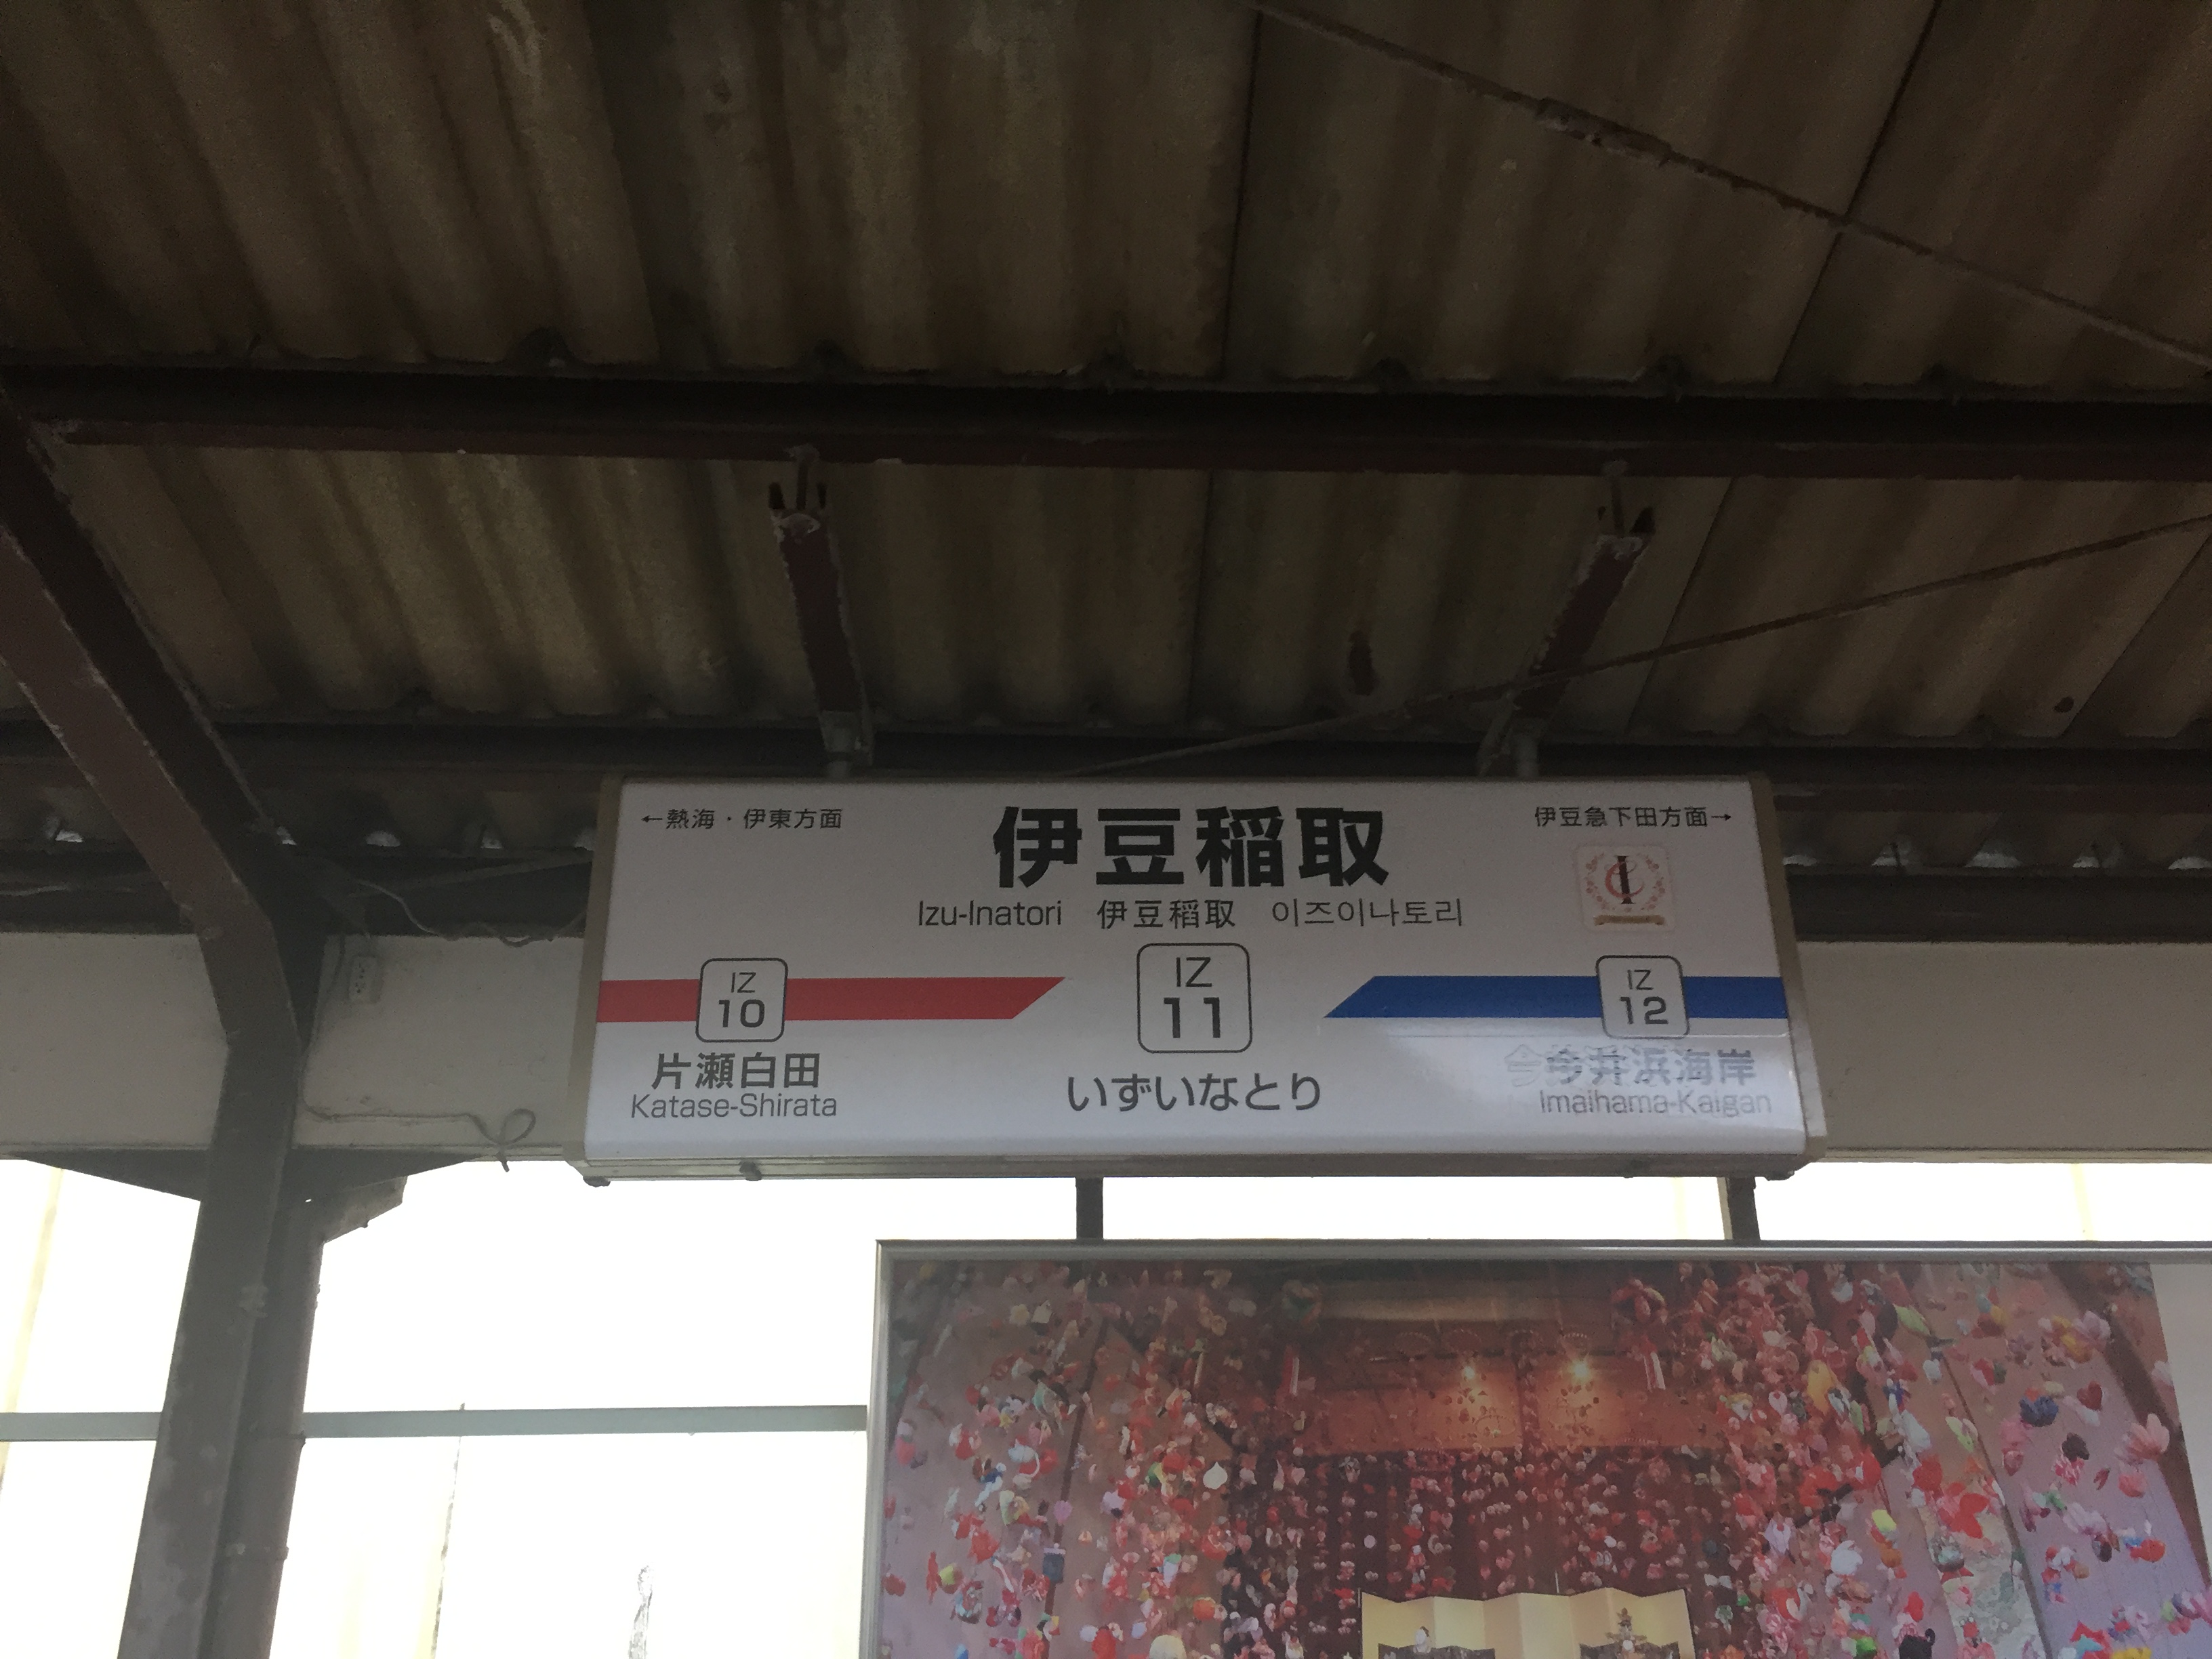 ←熱海・伊東方面
伊豆稲取
伊豆急下田方面→
Izu-Inatori 伊豆稻取 이즈이나토리
IZ
10
IZ
11
IZ
12
片瀬白田
Katase-Shirata
いずいなとり
今井浜海岸
Imaihama-Kaigan